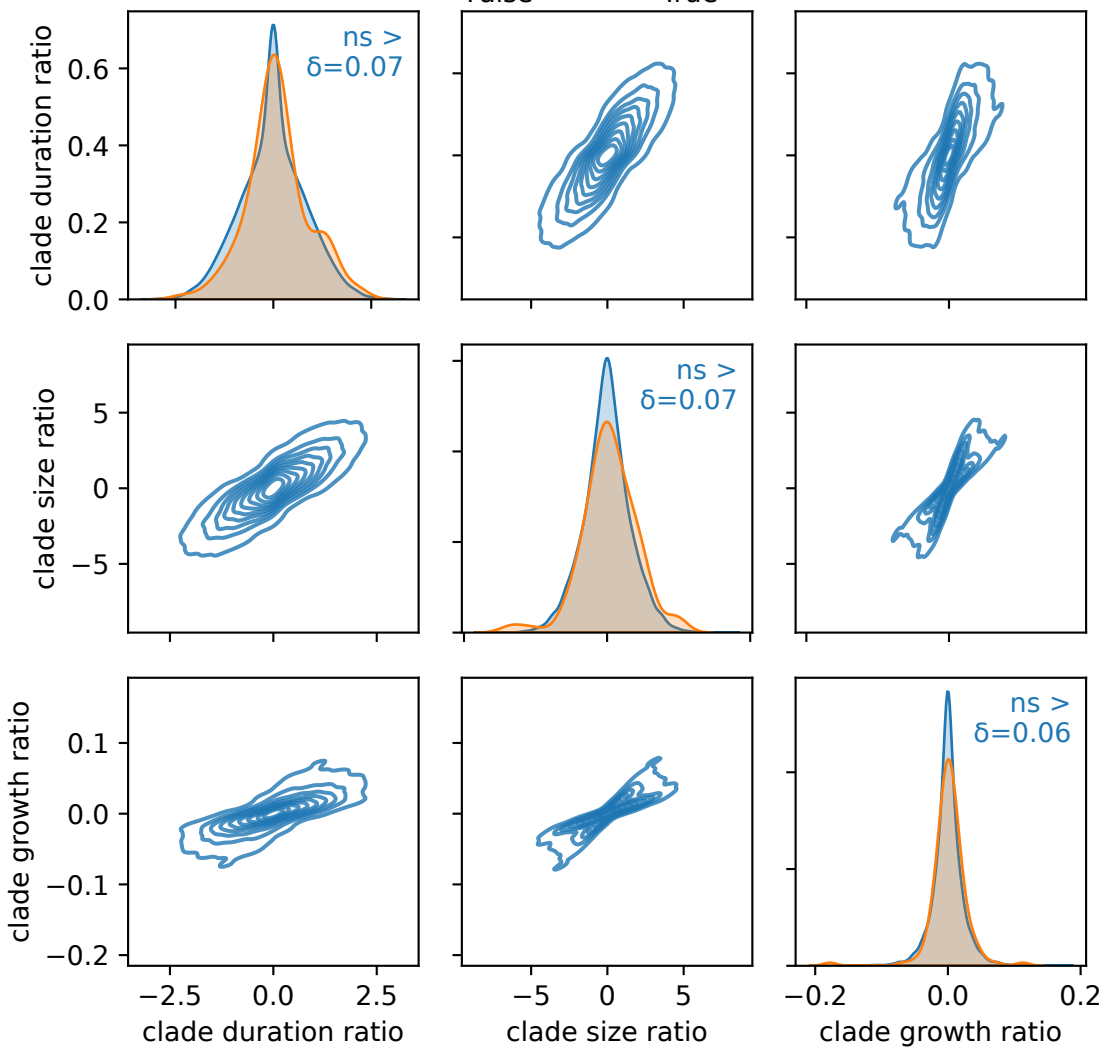 True
clade duration ratio
0.6
0.4
0.2
0.0
ns >
δ=0.07
clade size ratio
5
0
−5
ns >
δ=0.07
clade growth ratio
0.1
0.0
−0.1
−0.2
ns >
δ=0.06
−2.5
0.0
2.5
−5
0
5
−0.2
0.0
0.2
clade duration ratio
clade size ratio
clade growth ratio